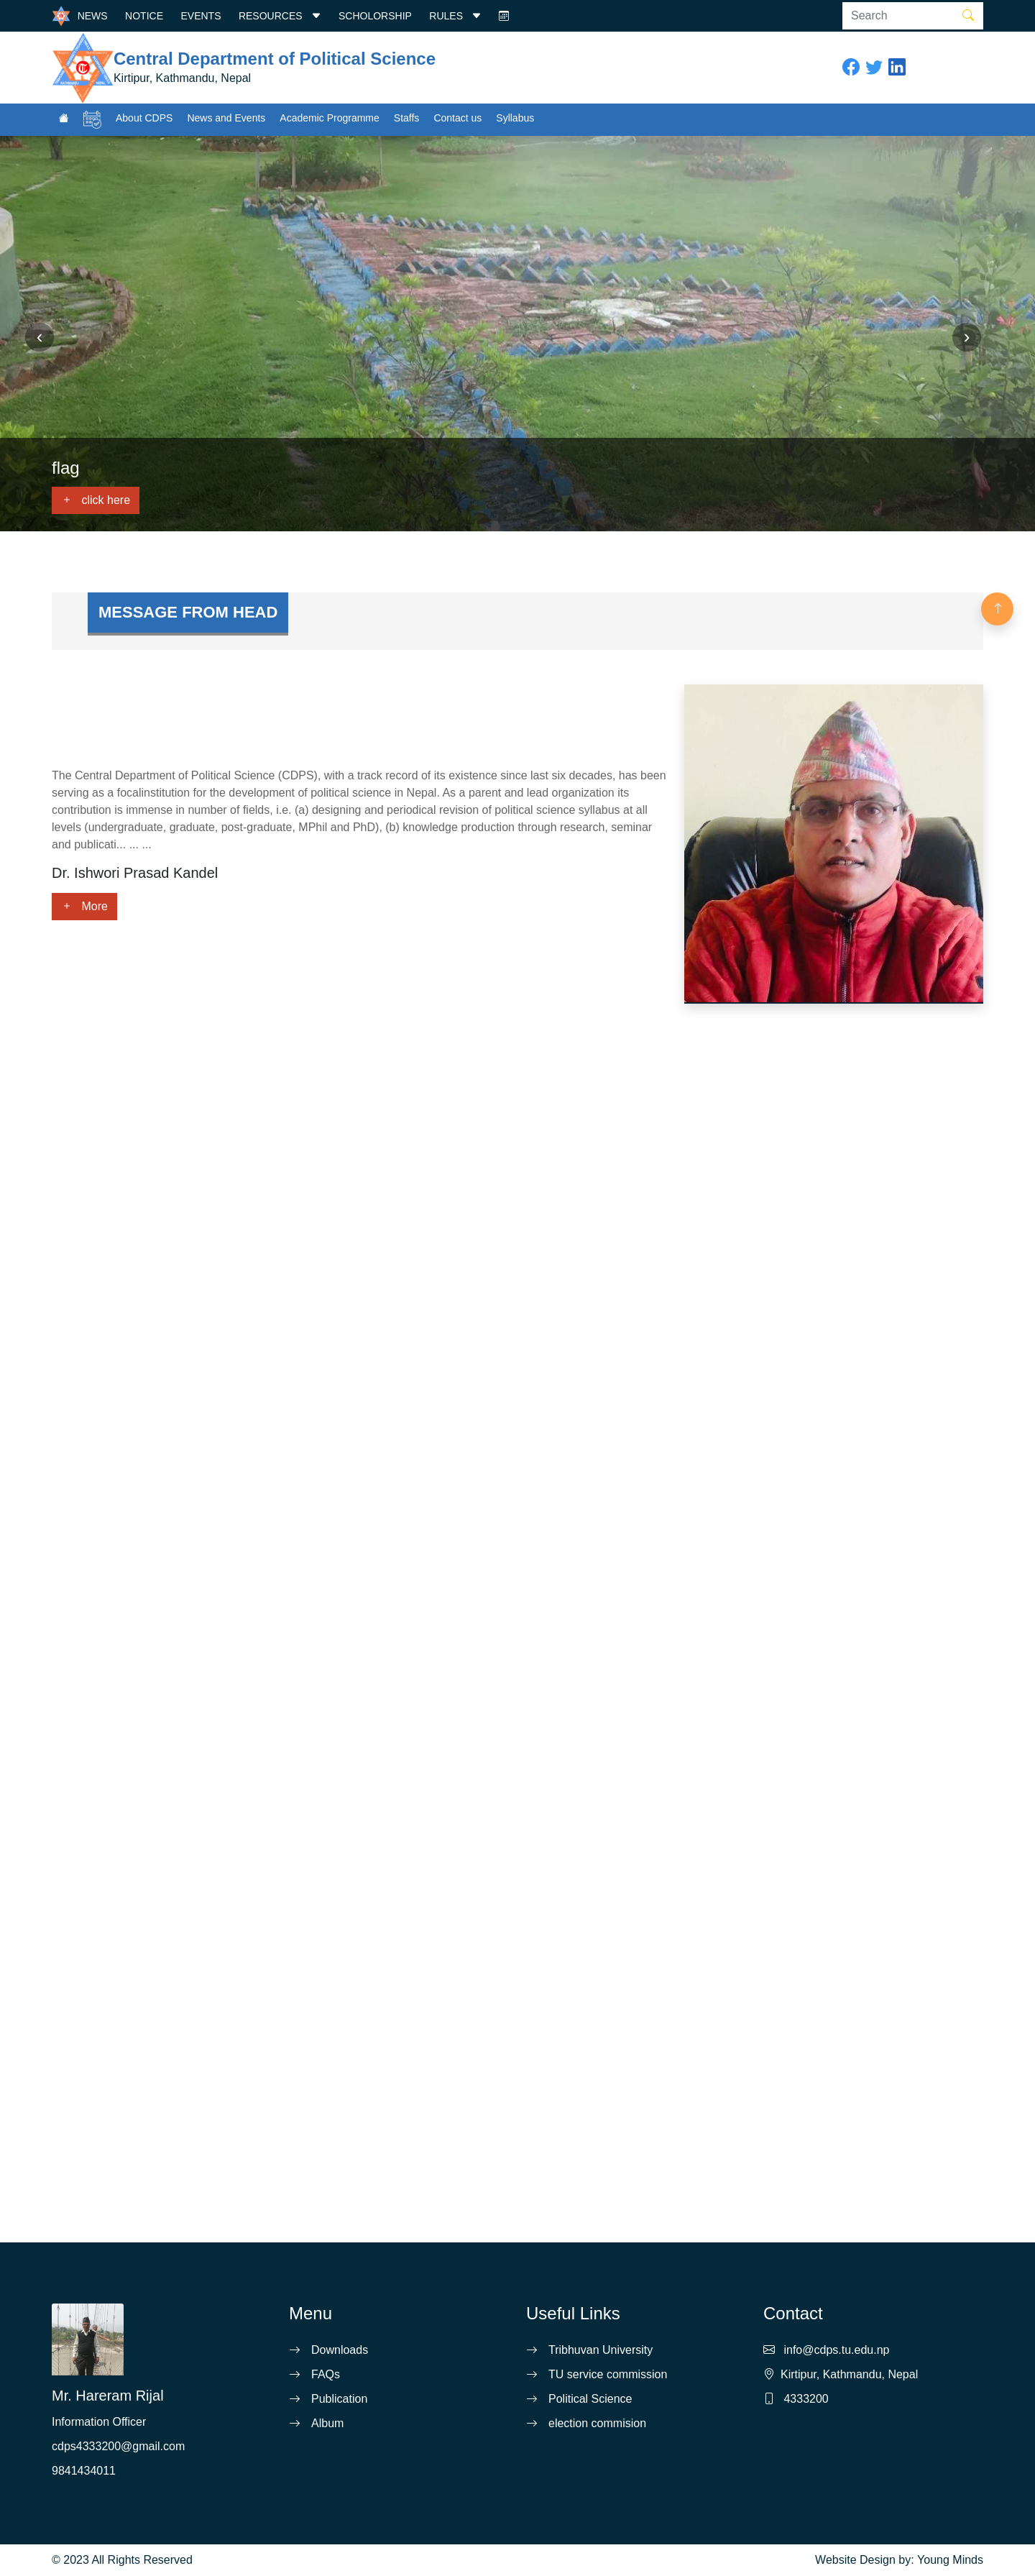 NEWS NOTICE EVENTS RESOURCES SCHOLORSHIP RULES Search
Central Department of Political Science
Kirtipur, Kathmandu, Nepal
About CDPS News and Events Academic Programme Staffs Contact us Syllabus
flag
+ click here
MESSAGE FROM HEAD
The Central Department of Political Science (CDPS), with a track record of its existence since last six decades, has been
serving as a focalinstitution for the development of political science in Nepal. As a parent and lead organization its
contribution is immense in number of fields, i.e. (a) designing and periodical revision of political science syllabus at all
levels (undergraduate, graduate, post-graduate, MPhil and PhD), (b) knowledge production through research, seminar
and publicati... ... ...
Dr. Ishwori Prasad Kandel
+ More
Mr. Hareram Rijal
Information Officer
cdps4333200@gmail.com
9841434011
Menu
Downloads
FAQs
Publication
Album
Useful Links
Tribhuvan University
TU service commission
Political Science
election commision
Contact
info@cdps.tu.edu.np
Kirtipur, Kathmandu, Nepal
4333200
© 2023 All Rights Reserved
Website Design by: Young Minds